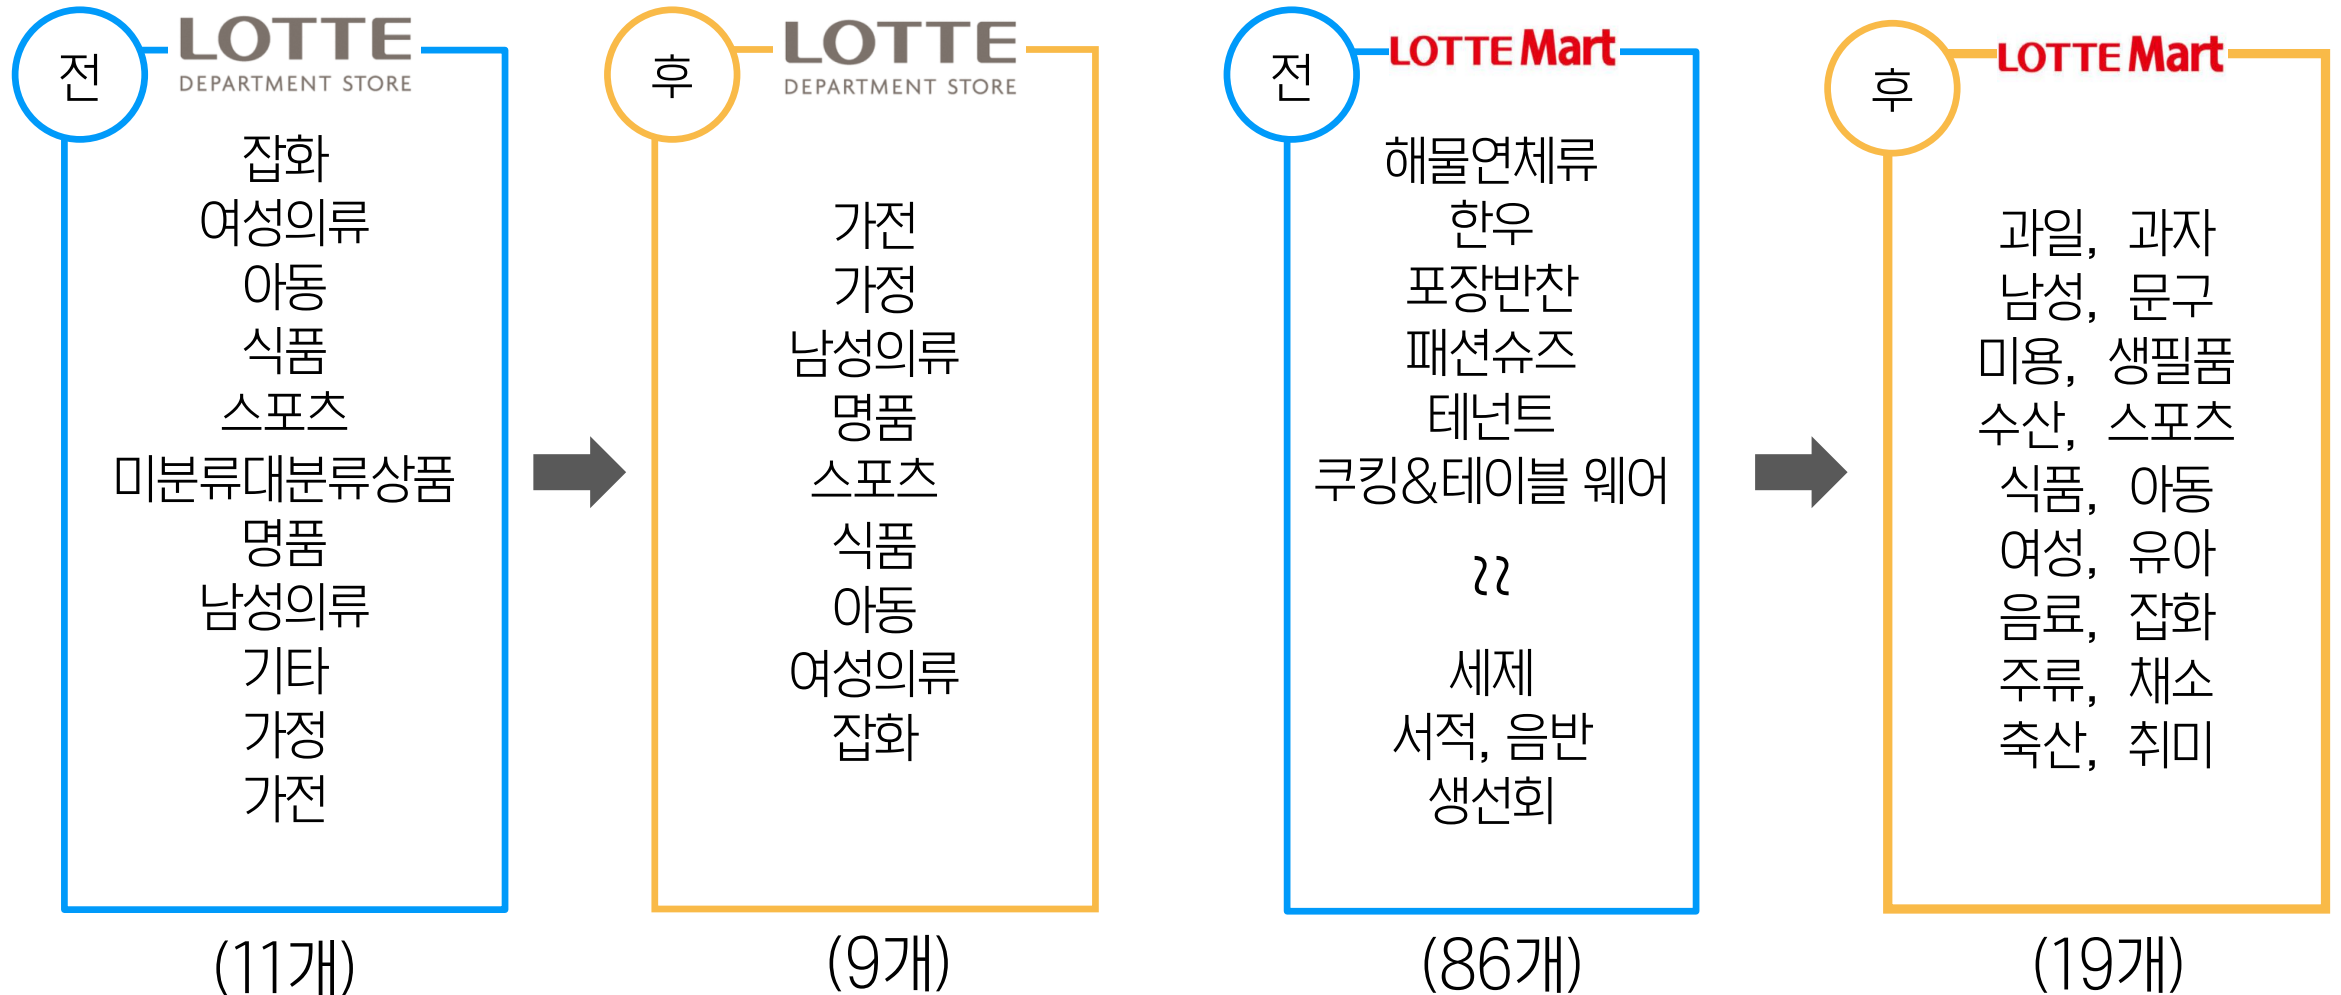 전
LOTTE
DEPARTMENT STORE
잡화
여성의류
아동
식품
스포츠
미분류대분류상품
명품
남성의류
기타
가정
가전
(11개)
후
LOTTE
DEPARTMENT STORE
가전
가정
남성의류
명품
스포츠
식품
아동
여성의류
잡화
(9개)
전
LOTTE Mart
해물연체류
한우
포장반찬
패션슈즈
테넌트
쿠킹&테이블 웨어
~~
세제
서적, 음반
생선회
(86개)
후
LOTTE Mart
과일, 과자
남성, 문구
미용, 생필품
수산, 스포츠
식품, 아동
여성, 유아
음료, 잡화
주류, 채소
축산, 취미
(19개)